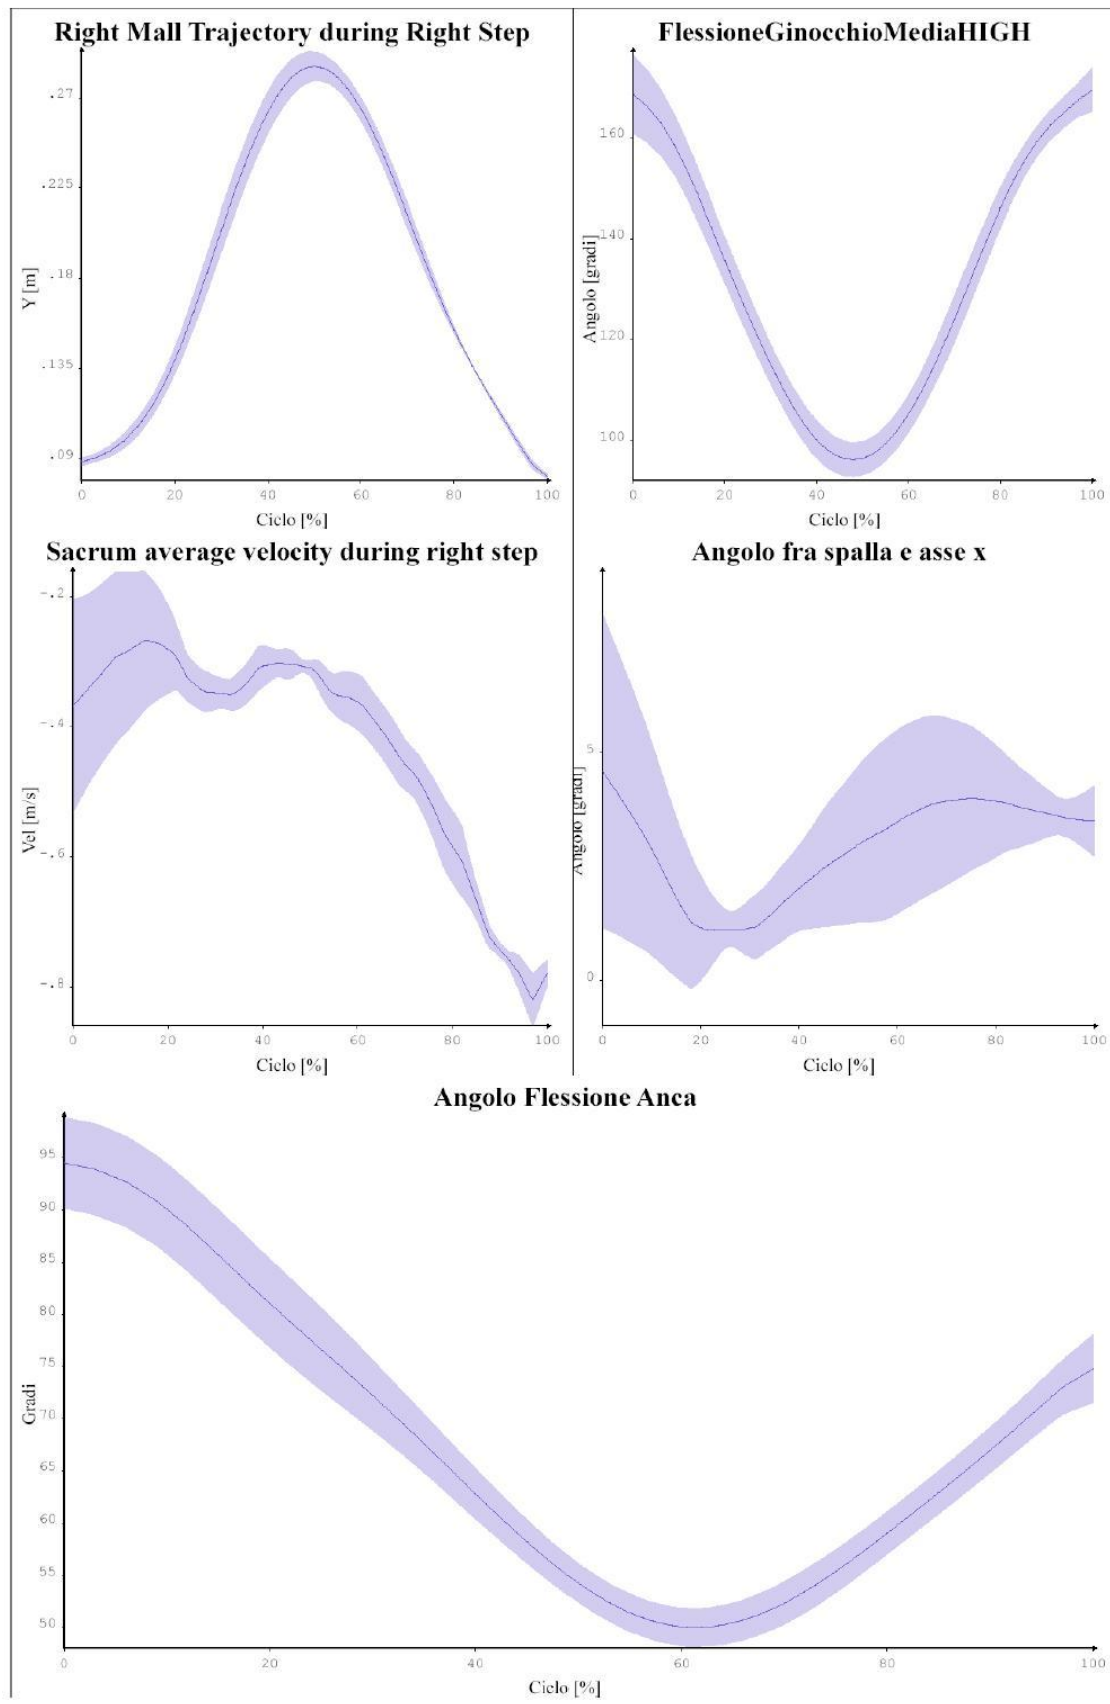 Right Mall Trajectory during Right Step
.27
.225
.18
.135
.09
Y [m]
0 20 40 60 80 100
Ciclo [%]
FlessioneGinocchioMediaHIGH
160
140
120
100
Angolo [gradi]
0 20 40 60 80 100
Ciclo [%]
Sacrum average velocity during right step
-.2
-.4
-.6
-.8
Vel [m/s]
0 20 40 60 80 100
Ciclo [%]
Angolo fra spalla e asse x
5
0
Angolo [gradi]
0 20 40 60 80 100
Ciclo [%]
Angolo Flessione Anca
95
90
85
80
75
70
65
60
55
50
Gradi
0 20 40 60 80 100
Ciclo [%]